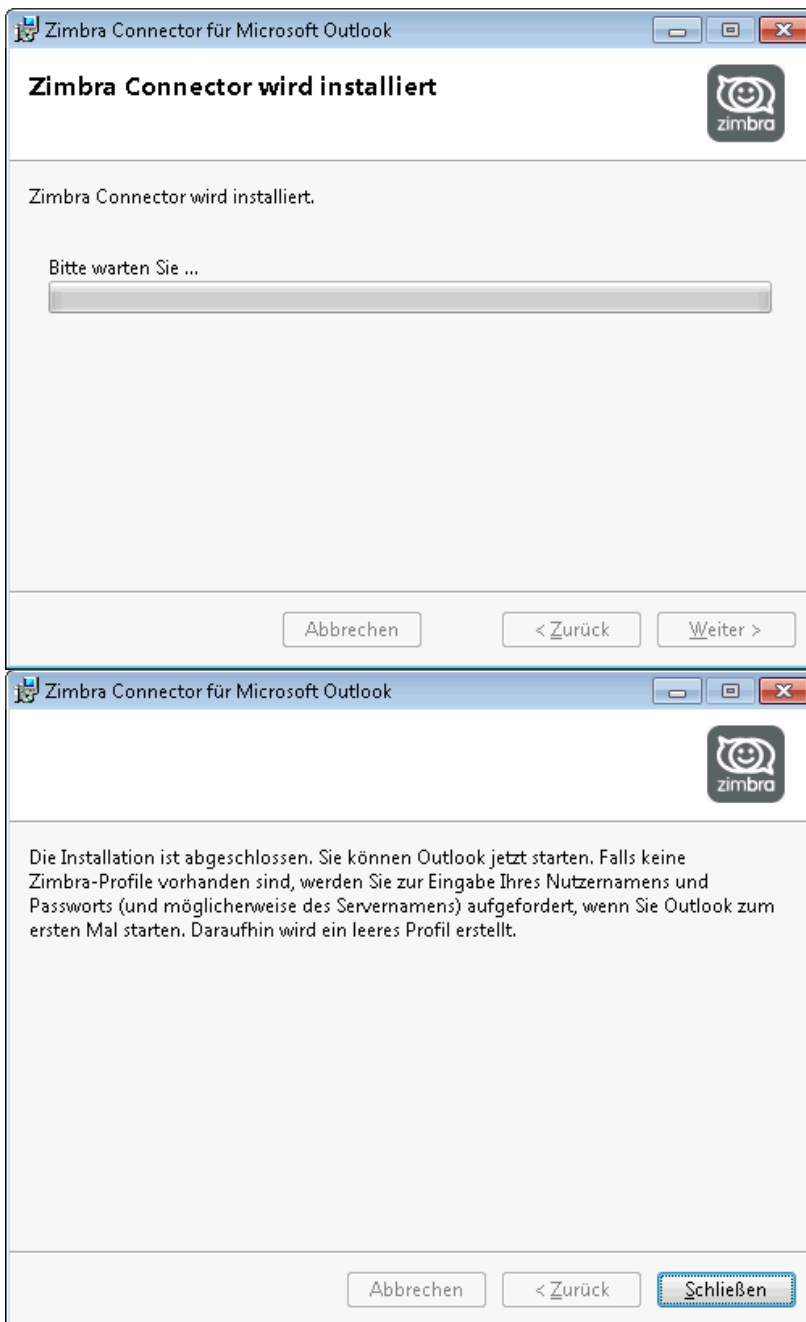 Zimbra Connector für Microsoft Outlook
Zimbra Connector wird installiert
zimbra
Zimbra Connector wird installiert.
Bitte warten Sie ...
Abbrechen
< Zurück
Weiter >
Zimbra Connector für Microsoft Outlook
zimbra
Die Installation ist abgeschlossen. Sie können Outlook jetzt starten. Falls keine
Zimbra-Profile vorhanden sind, werden Sie zur Eingabe Ihres Nutzernamens und
Passworts (und möglicherweise des Servernamens) aufgefordert, wenn Sie Outlook zum
ersten Mal starten. Daraufhin wird ein leeres Profil erstellt.
Abbrechen
< Zurück
Schließen